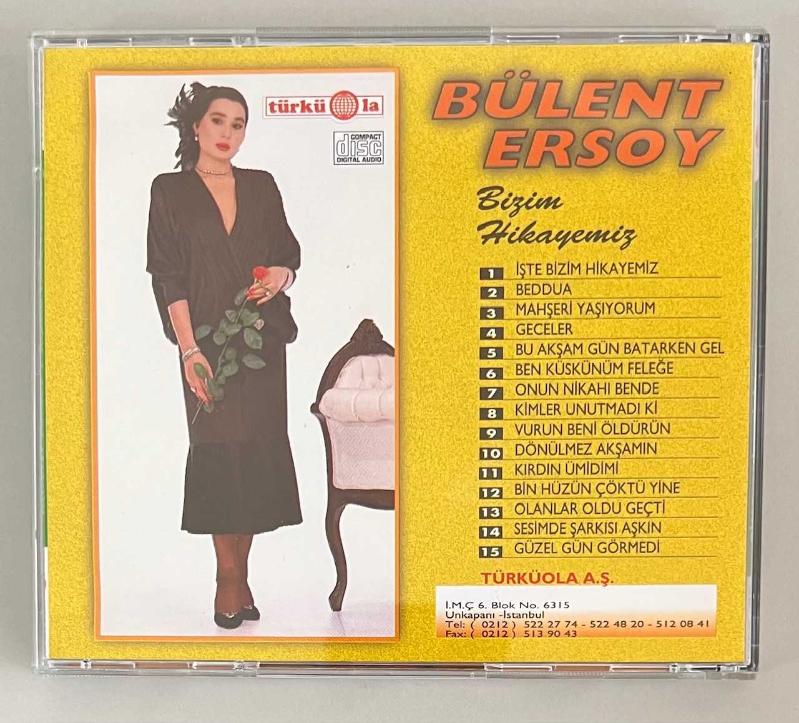 türkü la
COMPACT
disc
DIGITAL AUDIO
BÜLENT
ERSOY
Bizim
Hikayemiz
1 İŞTE BİZİM HİKAYEMİZ
2 BEDDUA
3 MAHŞERİ YAŞIYORUM
4 GECELER
5 BU AKŞAM GÜN BATARKEN GEL
6 BEN KÜSKÜNÜM FELEĞE
7 ONUN NİKAHI BENDE
8 KİMLER UNUTMADI Kİ
9 VURUN BENİ ÖLDÜRÜN
10 DÖNÜLMEZ AKŞAMIN
11 KIRDIN ÜMİDİMİ
12 BİN HÜZÜN ÇÖKTÜ YİNE
13 OLANLAR OLDU GEÇTİ
14 SESİMDE ŞARKISI AŞKIN
15 GÜZEL GÜN GÖRMEDİ
TÜRKÜOLA A.Ş.
İ.M.Ç 6. Blok No. 6315
Unkapanı -İstanbul
Tel: ( 0212 ) 522 27 74 - 522 48 20 - 512 08 41
Fax: ( 0212 ) 513 90 43